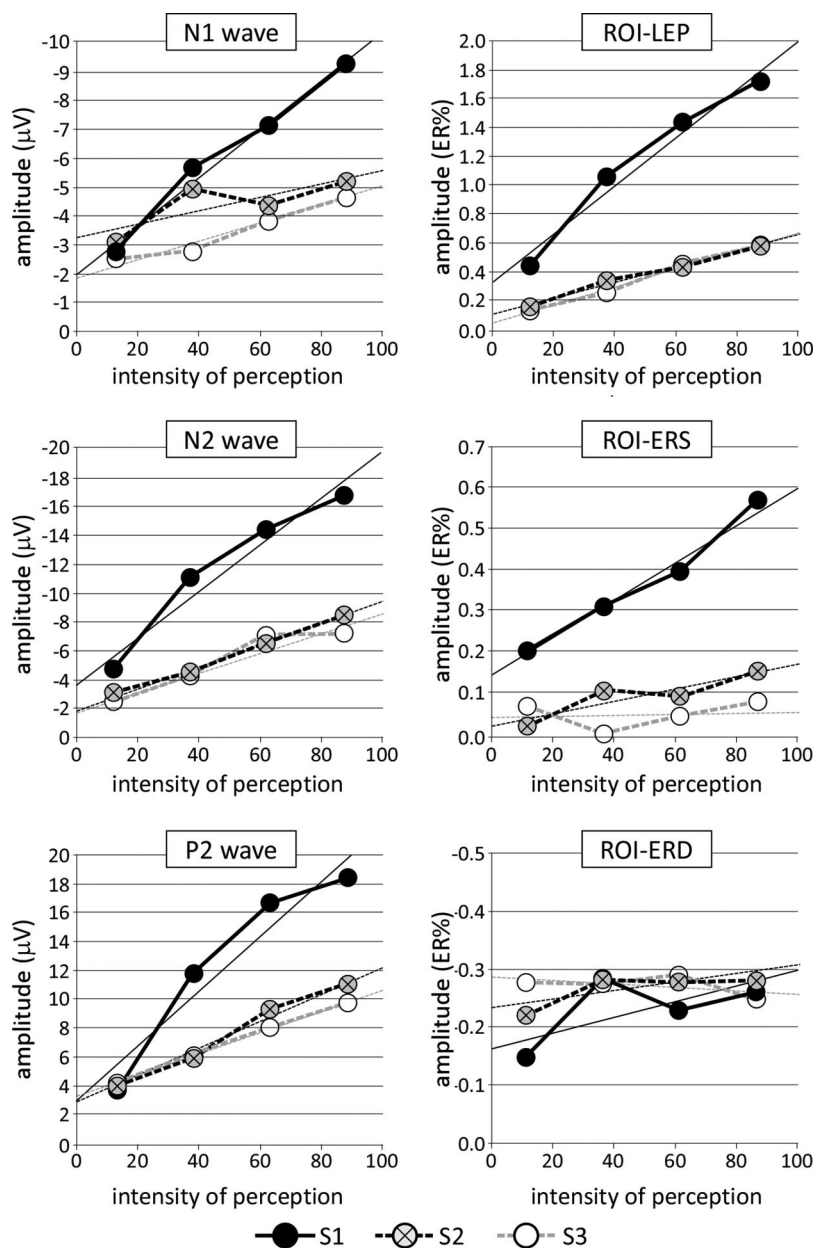 N1 wave
-10
-9
-7
-6
-5
-4
-3
-2
-1
0
amplitude (μV)
0 20 40 60 80 100
intensity of perception
ROI-LEP
2.0
1.8
1.6
1.4
1.2
1.0
0.8
0.6
0.4
0.2
0.0
amplitude (ER%)
0 20 40 60 80 100
intensity of perception
N2 wave
-20
-18
-14
-12
-10
-8
-6
-4
-2
0
amplitude (μV)
0 20 40 60 80 100
intensity of perception
ROI-ERS
0.7
0.6
0.5
0.4
0.3
0.2
0.1
0.0
amplitude (ER%)
0 20 40 60 80 100
intensity of perception
P2 wave
20
18
16
14
12
10
8
6
4
2
0
amplitude (μV)
0 20 40 60 80 100
intensity of perception
ROI-ERD
-0.5
-0.4
-0.3
-0.2
-0.1
0.0
amplitude (ER%)
0 20 40 60 80 100
intensity of perception
S1 S2 S3